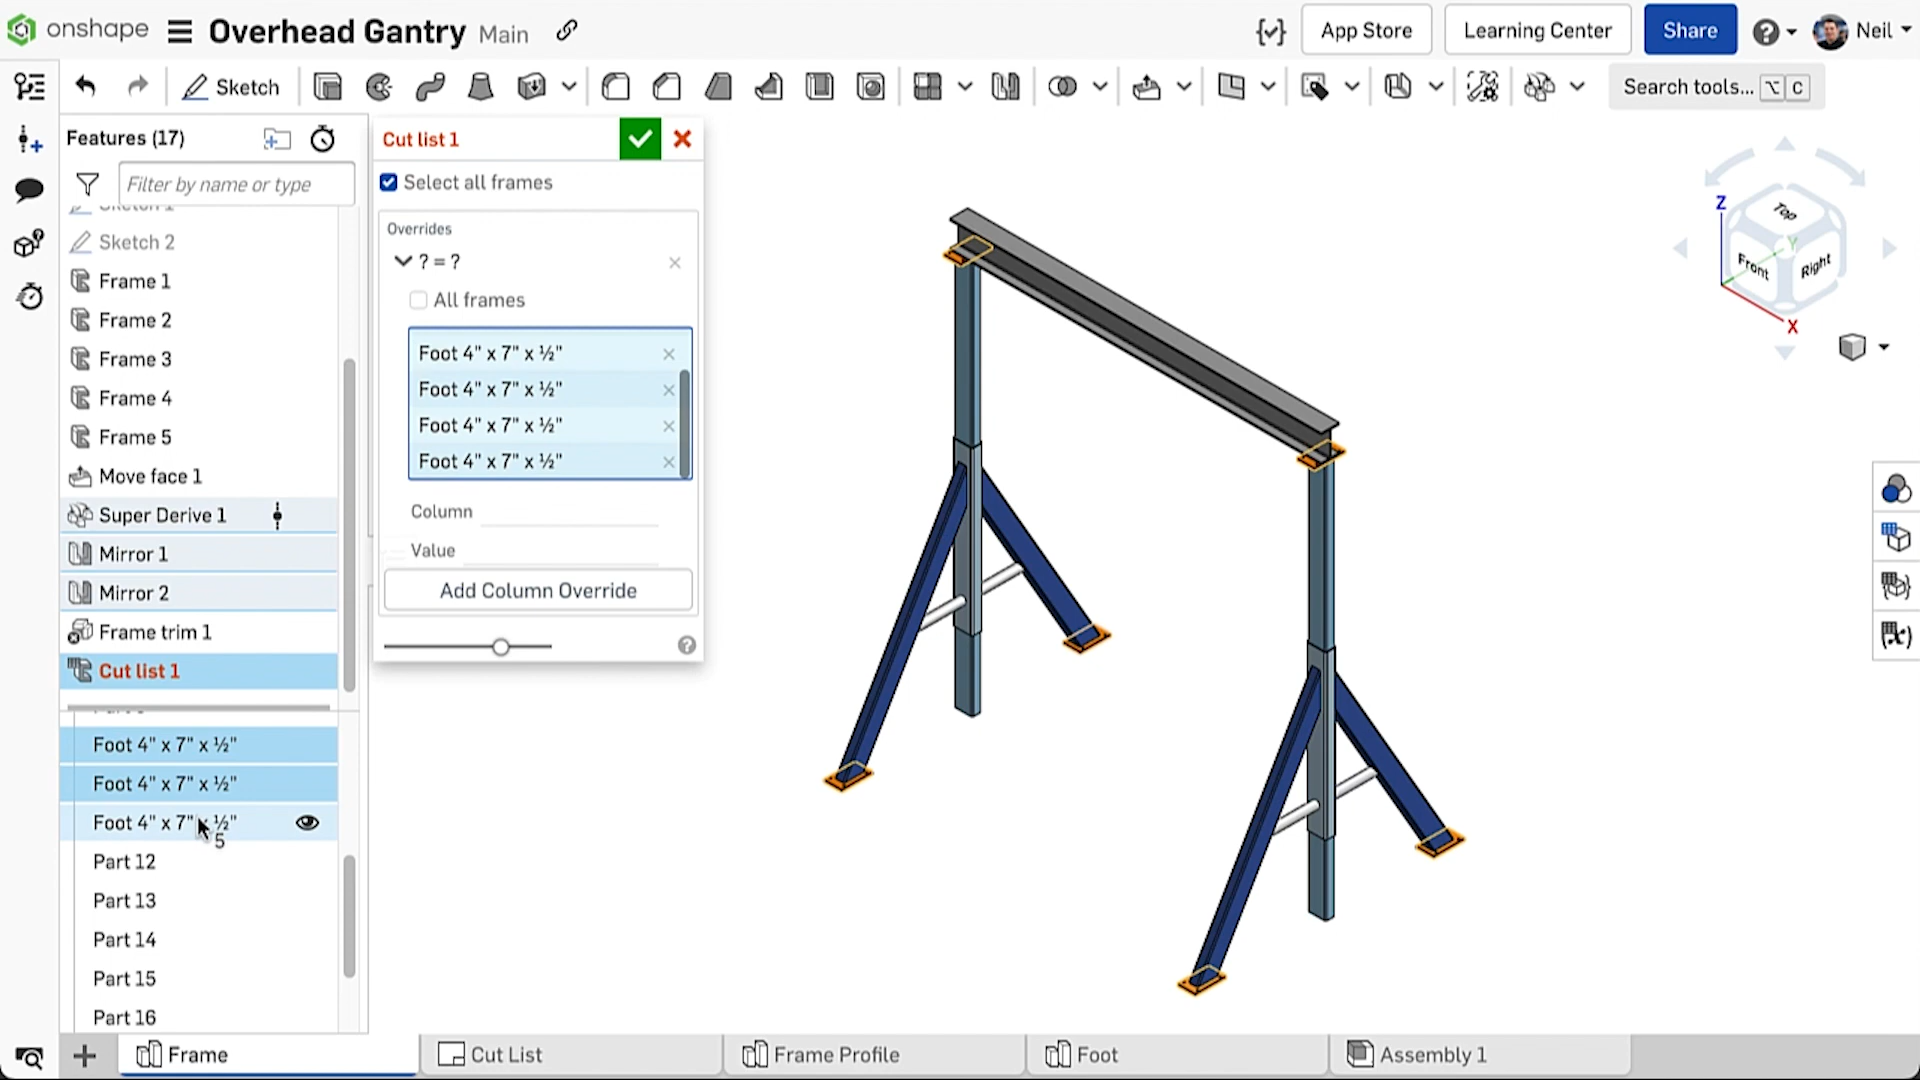 onshape Overhead Gantry Main App Store Learning Center Share Neil
Sketch Search tools... ⌥ C
Features (17)
Filter by name or type
Sketch 2
Frame 1
Frame 2
Frame 3
Frame 4
Frame 5
Move face 1
Super Derive 1
Mirror 1
Mirror 2
Frame trim 1
Cut list 1
Foot 4" x 7" x ½"
Foot 4" x 7" x ½"
Foot 4" x 7" x ½"
5
Part 12
Part 13
Part 14
Part 15
Part 16
Cut list 1
Select all frames
Overrides
? = ?
All frames
Foot 4" x 7" x ½"
Foot 4" x 7" x ½"
Foot 4" x 7" x ½"
Foot 4" x 7" x ½"
Column
Value
Add Column Override
Z
Top
Y
Front Right
X
Frame Cut List Frame Profile Foot Assembly 1